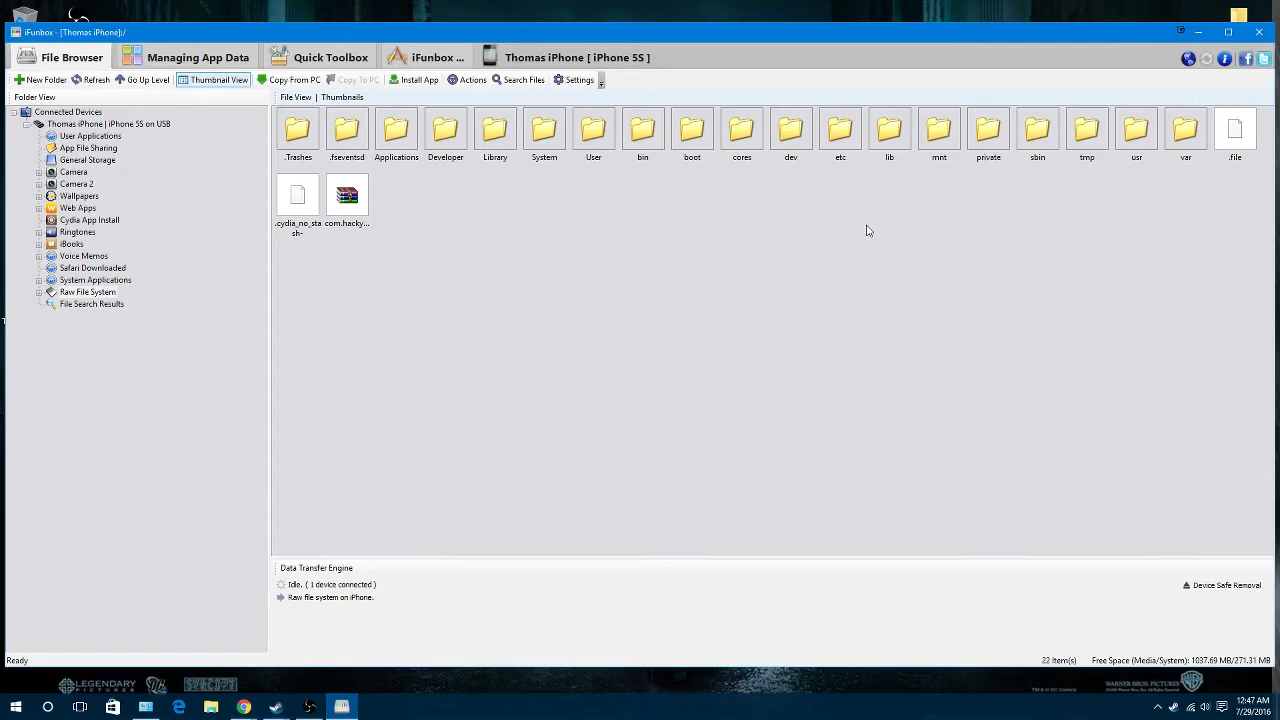 iFunbox - [Thomas iPhone]:/
File Browser Managing App Data Quick Toolbox iFunbox ... Thomas iPhone [ iPhone 5S ]
New Folder Refresh Go Up Level Thumbnail View Copy From PC Copy To PC Install App Actions Search Files Settings
Folder View
Connected Devices
Thomas iPhone | iPhone 5S on USB
User Applications
App File Sharing
General Storage
Camera
Camera 2
Wallpapers
Web Apps
Cydia App Install
Ringtones
iBooks
Voice Memos
Safari Downloaded
System Applications
Raw File System
File Search Results
File View | Thumbnails
.Trashes .fseventsd Applications Developer Library System User bin boot cores dev etc lib mnt private sbin tmp usr var .file
.cydia_no_sta com.hacky...
sh-
Data Transfer Engine
Idle. ( 1 device connected )
Device Safe Removal
Raw file system on iPhone.
Ready
22 Item(s) Free Space (Media/System): 1037.69 MB/271.31 MB
LEGENDARY
PICTURES
WARNER BROS. PICTURES
12:47 AM
7/29/2016